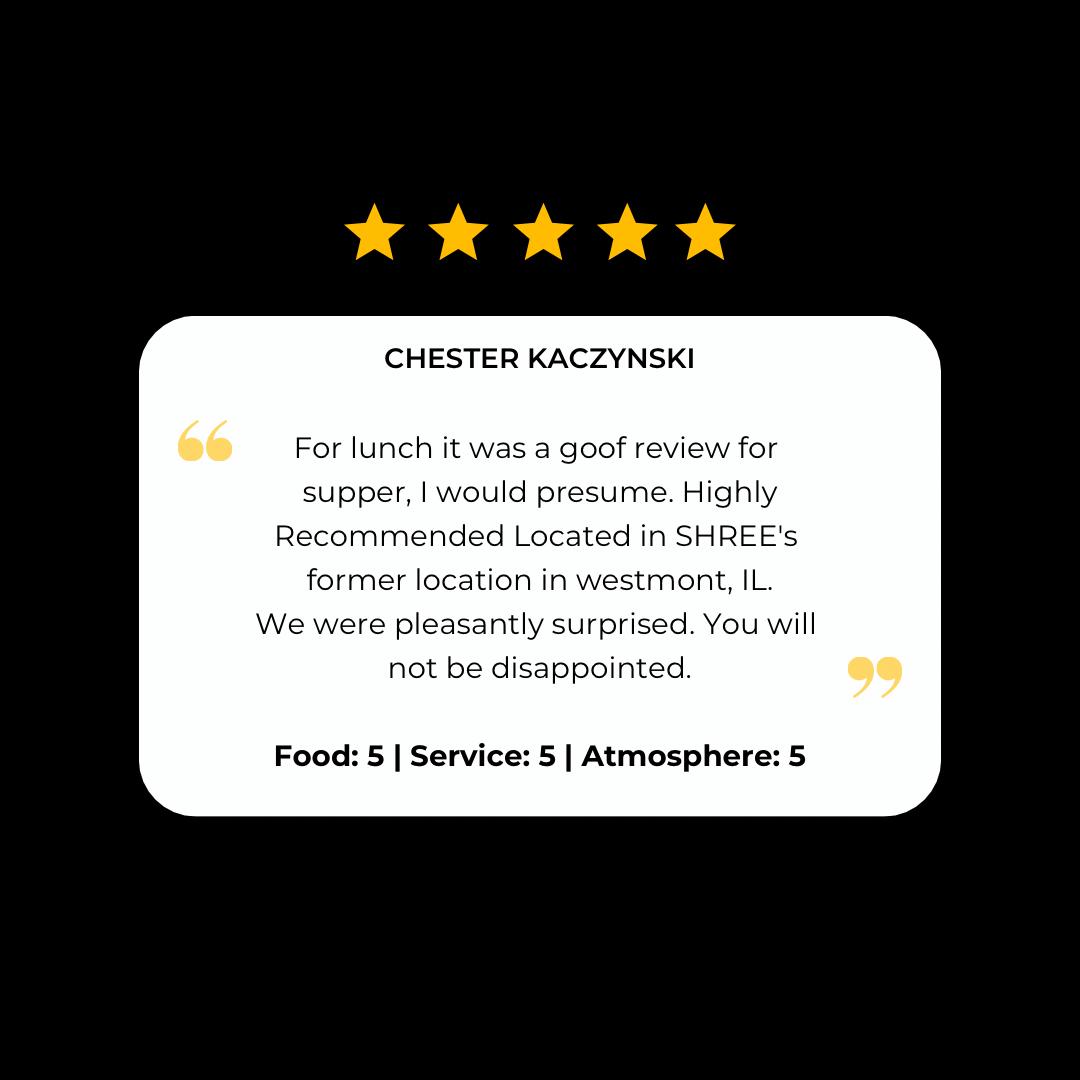 CHESTER KACZYNSKI
“
For lunch it was a goof review for
supper, I would presume. Highly
Recommended Located in SHREE's
former location in westmont, IL.
We were pleasantly surprised. You will
not be disappointed.
”
Food: 5 | Service: 5 | Atmosphere: 5